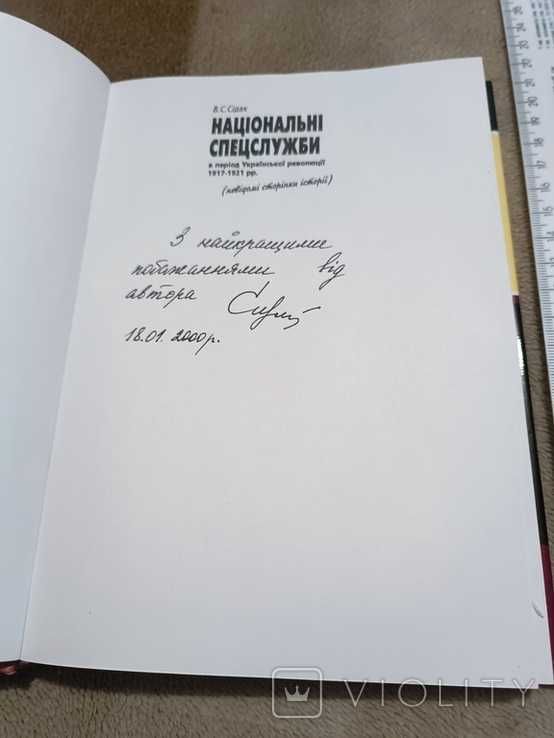 В.С. Сідак
НАЦІОНАЛЬНІ
СПЕЦСЛУЖБИ
в період Української революції
1917-1921 рр.
(невідомі сторінки історії)
З найкращими
побажаннями від
автора
18.01.2000р.
VIOLITY